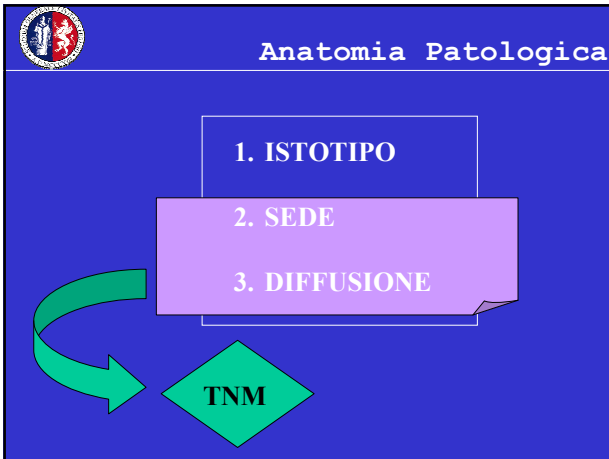 Anatomia Patologica
1. ISTOTIPO
2. SEDE
3. DIFFUSIONE
TNM